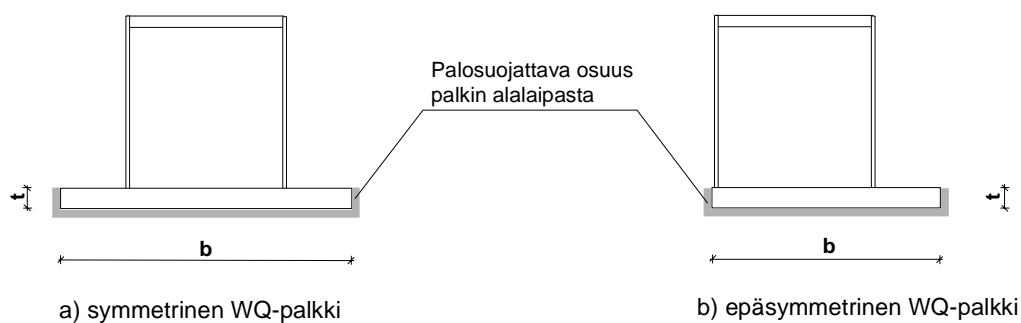 Palosuojattava osuus
palkin alalaipasta
t
t
b
b
a) symmetrinen WQ-palkki
b) epäsymmetrinen WQ-palkki